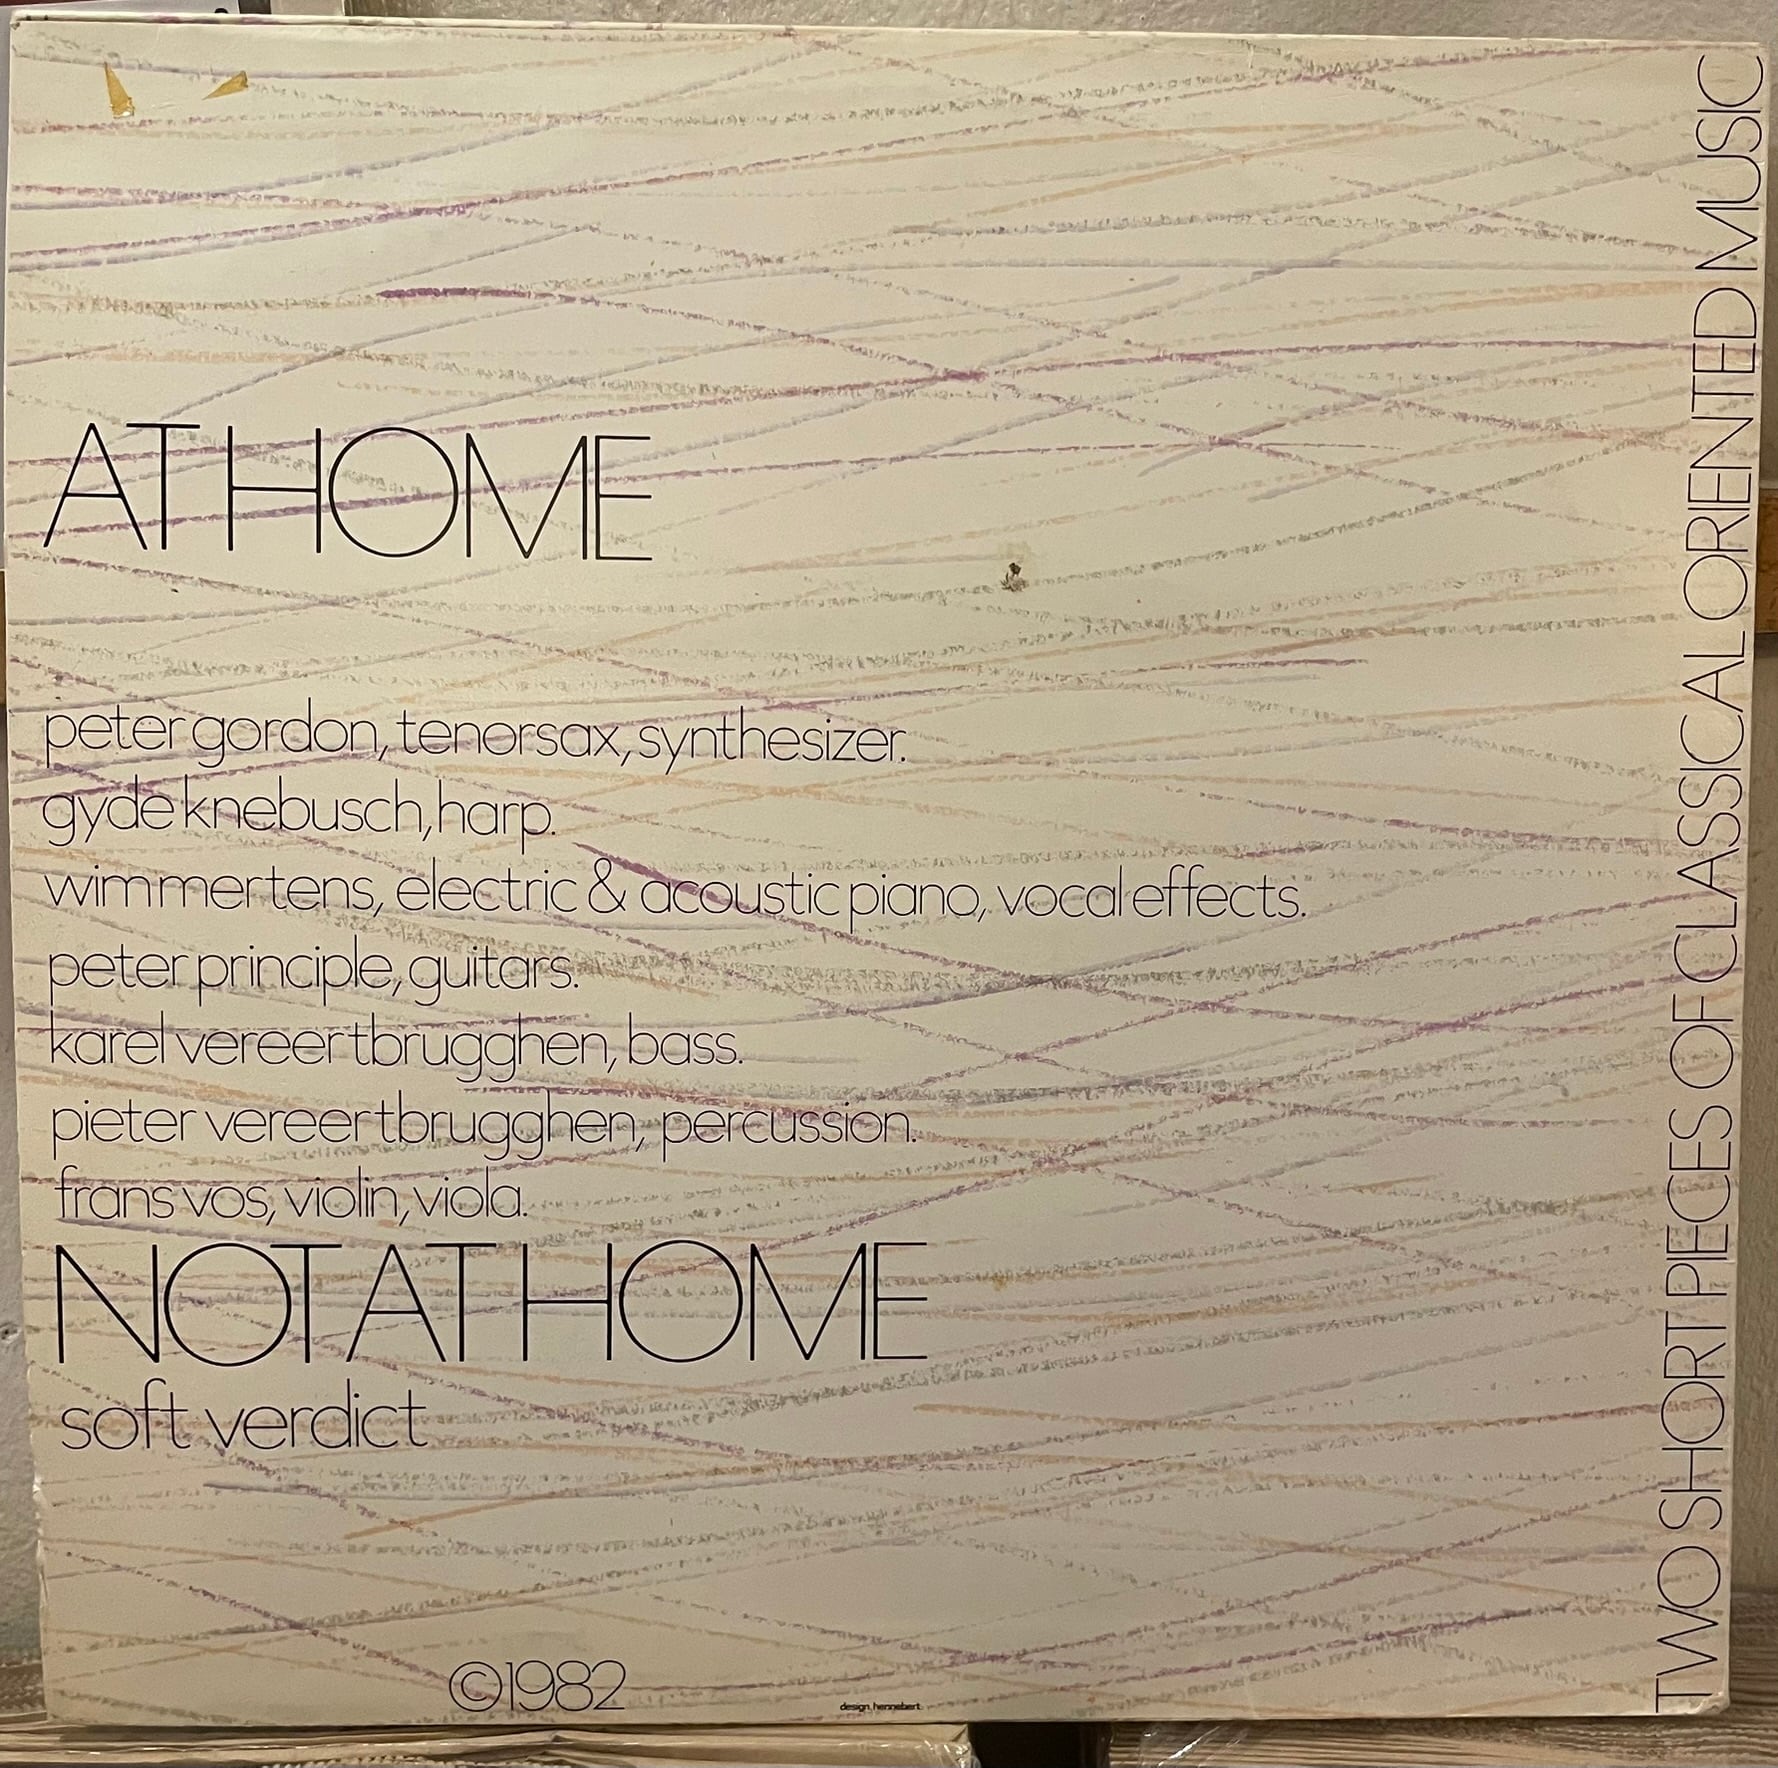 AT HOME
peter gordon, tenorsax, synthesizer.
gyde knebusch, harp.
wim mertens, electric & acoustic piano, vocal effects.
peter principle, guitars.
karel vereertbrugghen, bass.
pieter vereertbrugghen, percussion.
frans vos, violin, viola.
NOT AT HOME
soft verdict
©1982
design. hennebert.
TWO SHORT PIECES OF CLASSICAL ORIENTED MUSIC